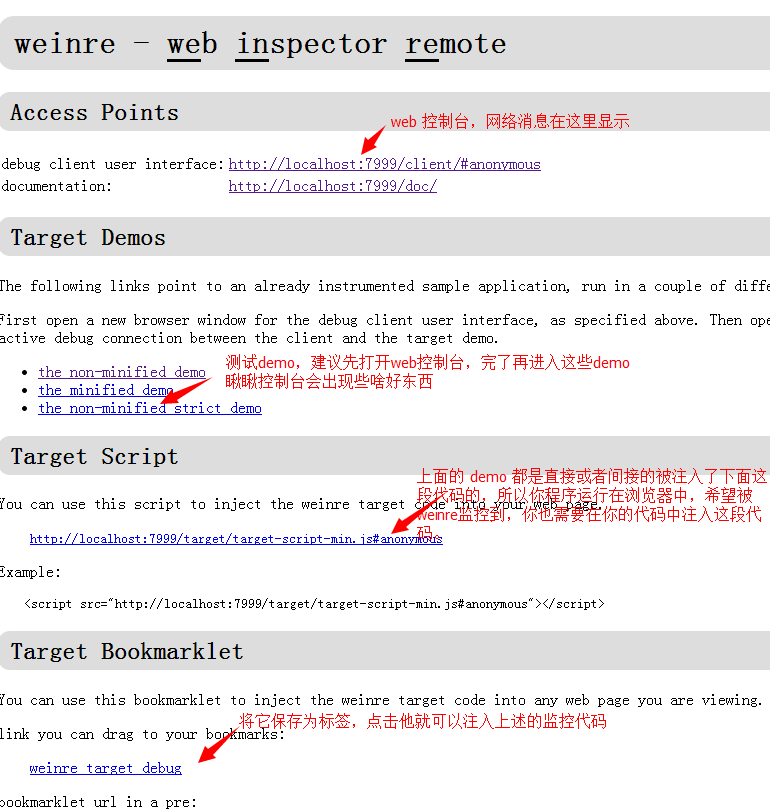 weinre - web inspector remote
Access Points
web 控制台，网络消息在这里显示
debug client user interface: http://localhost:7999/client/#anonymous
documentation: http://localhost:7999/doc/
Target Demos
The following links point to an already instrumented sample application, run in a couple of diffe
First open a new browser window for the debug client user interface, as specified above. Then ope
active debug connection between the client and the target demo.
the non-minified demo
the minified demo
the non-minified strict demo
测试demo，建议先打开web控制台，完了再进入这些demo
瞅瞅控制台会出现些啥好东西
Target Script
上面的 demo 都是直接或者间接的被注入了下面这
段代码的，所以你程序运行在浏览器中，希望被
weinre监控到，你也需要在你的代码中注入这段代
码。
You can use this script to inject the weinre target code into your web page.
http://localhost:7999/target/target-script-min.js#anonymous
Example:
<script src="http://localhost:7999/target/target-script-min.js#anonymous"></script>
Target Bookmarklet
You can use this bookmarklet to inject the weinre target code into any web page you are viewing.
将它保存为标签，点击他就可以注入上述的监控代码
link you can drag to your bookmarks:
weinre target debug
bookmarklet url in a pre: